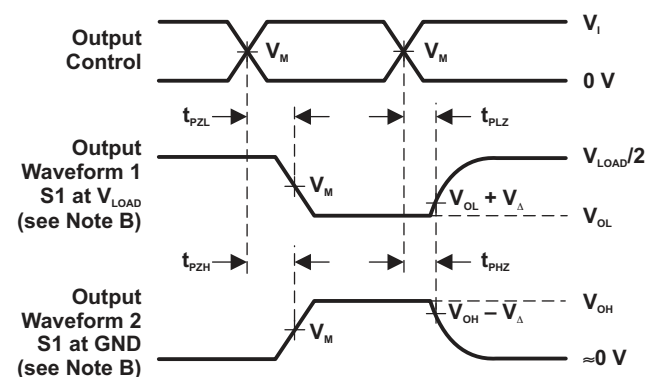 Output
Control
V_M
V_M
V_I
0 V
t_PZL
t_PLZ
Output
Waveform 1
S1 at V_LOAD
(see Note B)
V_M
V_OL + V_Δ
V_LOAD/2
V_OL
t_PZH
t_PHZ
Output
Waveform 2
S1 at GND
(see Note B)
V_M
V_OH – V_Δ
V_OH
≈0 V